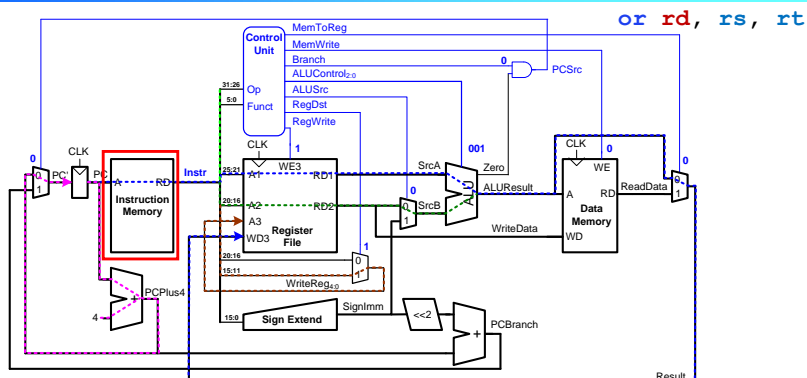 or rd, rs, rt
MemToReg
Control
Unit
MemWrite
Branch
0
ALUControl2:0
PCSrc
31:26
Op
ALUSrc
5:0
Funct
RegDst
RegWrite
CLK
CLK
CLK
1
001
0
0
0
WE3
SrcA
Zero
WE
0
1
PC'
PC
A
RD
Instr
25:21
A1
RD1
0
ALU
ALUResult
A
RD
ReadData
0
1
Instruction
Memory
20:16
A2
RD2
0
1
SrcB
Data
Memory
A3
WD3
Register
File
1
WriteData
WD
20:16
0
15:11
1
PCPlus4
WriteReg4:0
+
4
SignImm
15:0
Sign Extend
<<2
PCBranch
+
Result